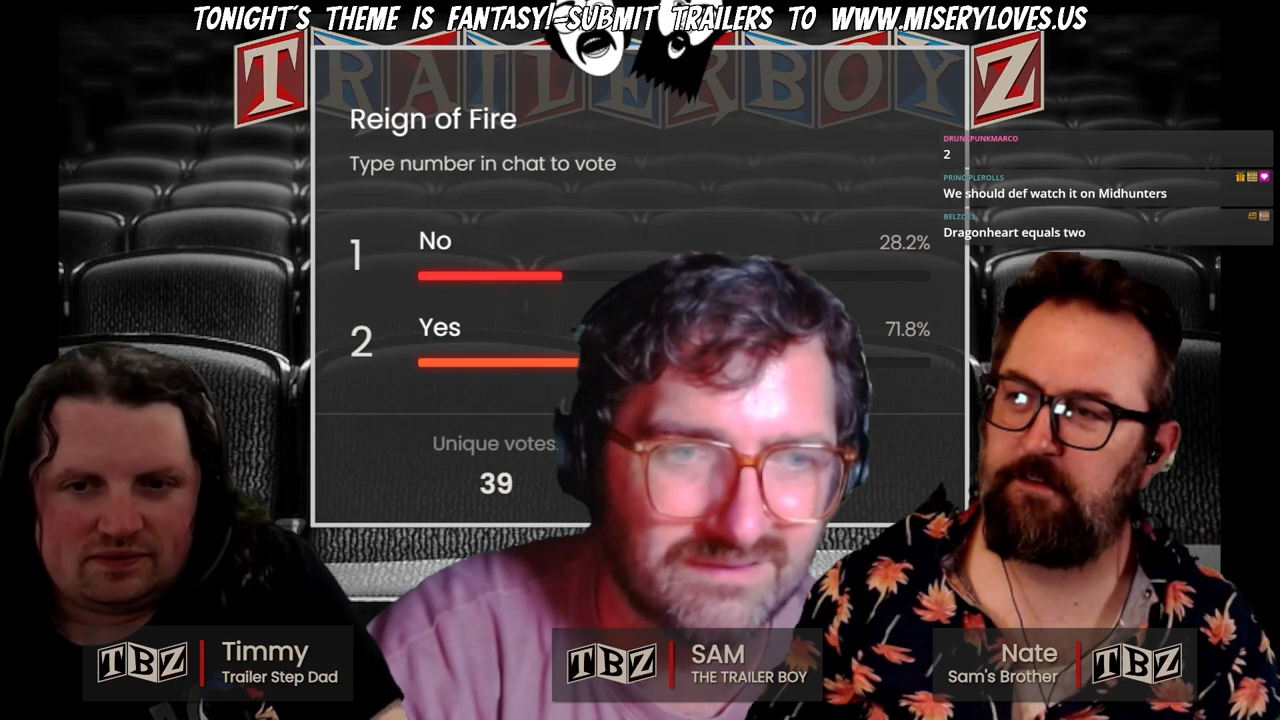 TONIGHT'S THEME IS FANTASY!-SUBMIT TRAILERS TO WWW.MISERYLOVES.US
TRAILERBOYZ
Reign of Fire
Type number in chat to vote
1 No 28.2%
2 Yes 71.8%
Unique votes
39
DRUNKPUNKMARCO
2
PRINCIPLEROLLS
We should def watch it on Midhunters
Dragonheart equals two
TBZ
Timmy
Trailer Step Dad
TBZ
SAM
THE TRAILER BOY
Nate
Sam's Brother
TBZ